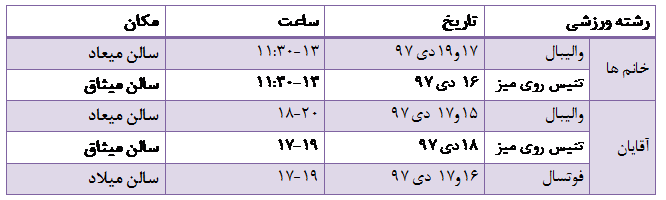 رشته ورزشی تاریخ ساعت مکان
خانم ها والیبال ۱۷و۱۹ دی ۹۷ ۱۱:۳۰-۱۳ سالن میعاد
تنیس روی میز ۱۶ دی ۹۷ ۱۱:۳۰-۱۳ سالن میثاق
آقایان والیبال ۱۵و۱۷ دی ۹۷ ۱۸-۲۰ سالن میعاد
تنیس روی میز ۱۸ دی ۹۷ ۱۷-۱۹ سالن میثاق
فوتسال ۱۶و۱۷ دی ۹۷ ۱۷-۱۹ سالن میلاد